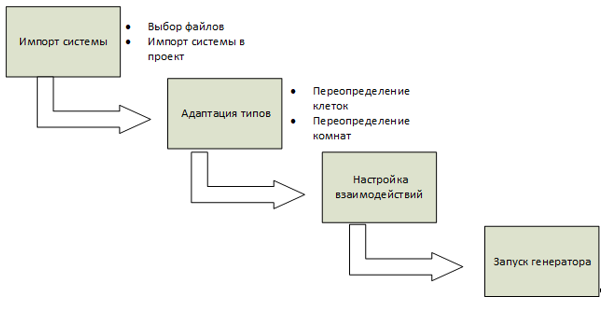 Импорт системы
• Выбор файлов
• Импорт системы в
проект
Адаптация типов
• Переопределение
клеток
• Переопределение
комнат
Настройка
взаимодействий
Запуск генератора